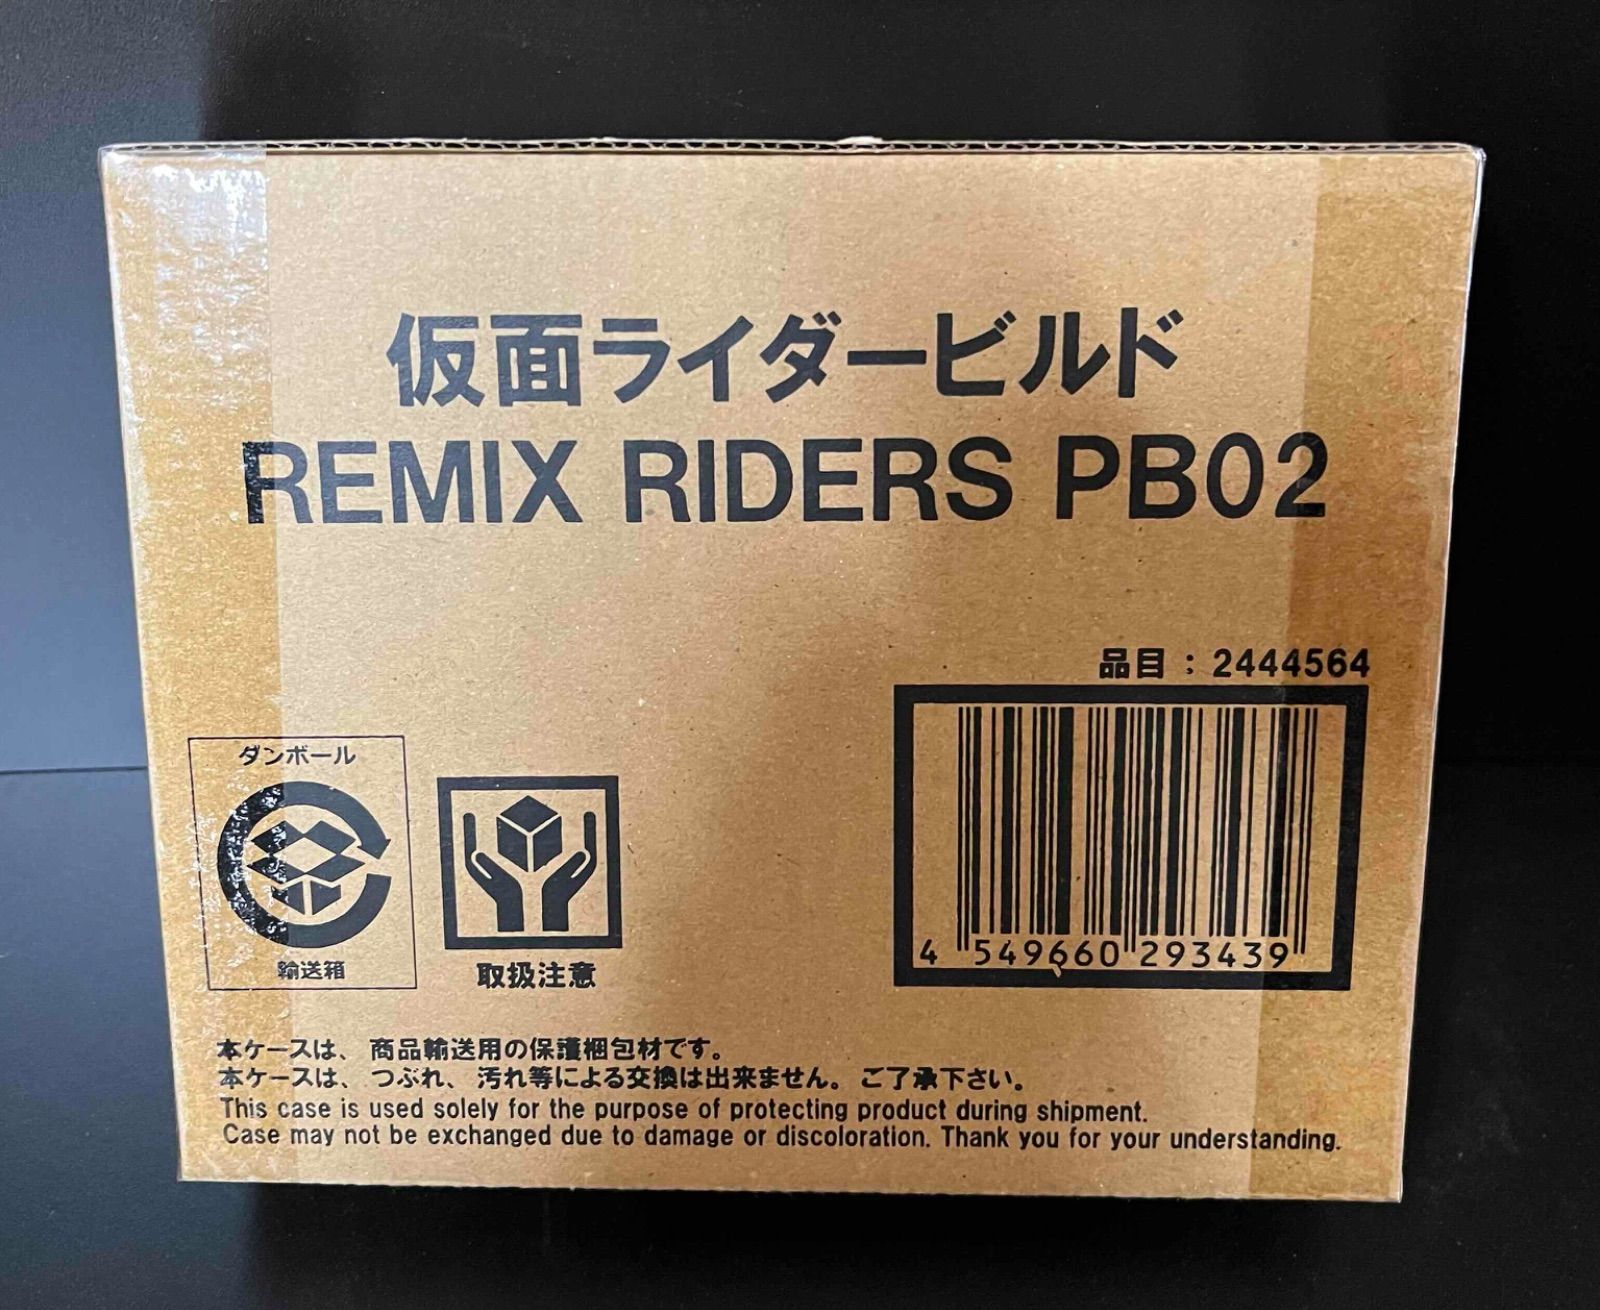 仮面ライダービルド
REMIX RIDERS PB02
品目：2444564
ダンボール
輸送箱
取扱注意
4 549660 293439
本ケースは、商品輸送用の保護梱包材です。
本ケースは、つぶれ、汚れ等による交換は出来ません。ご了承下さい。
This case is used solely for the purpose of protecting product during shipment.
Case may not be exchanged due to damage or discoloration. Thank you for your understanding.